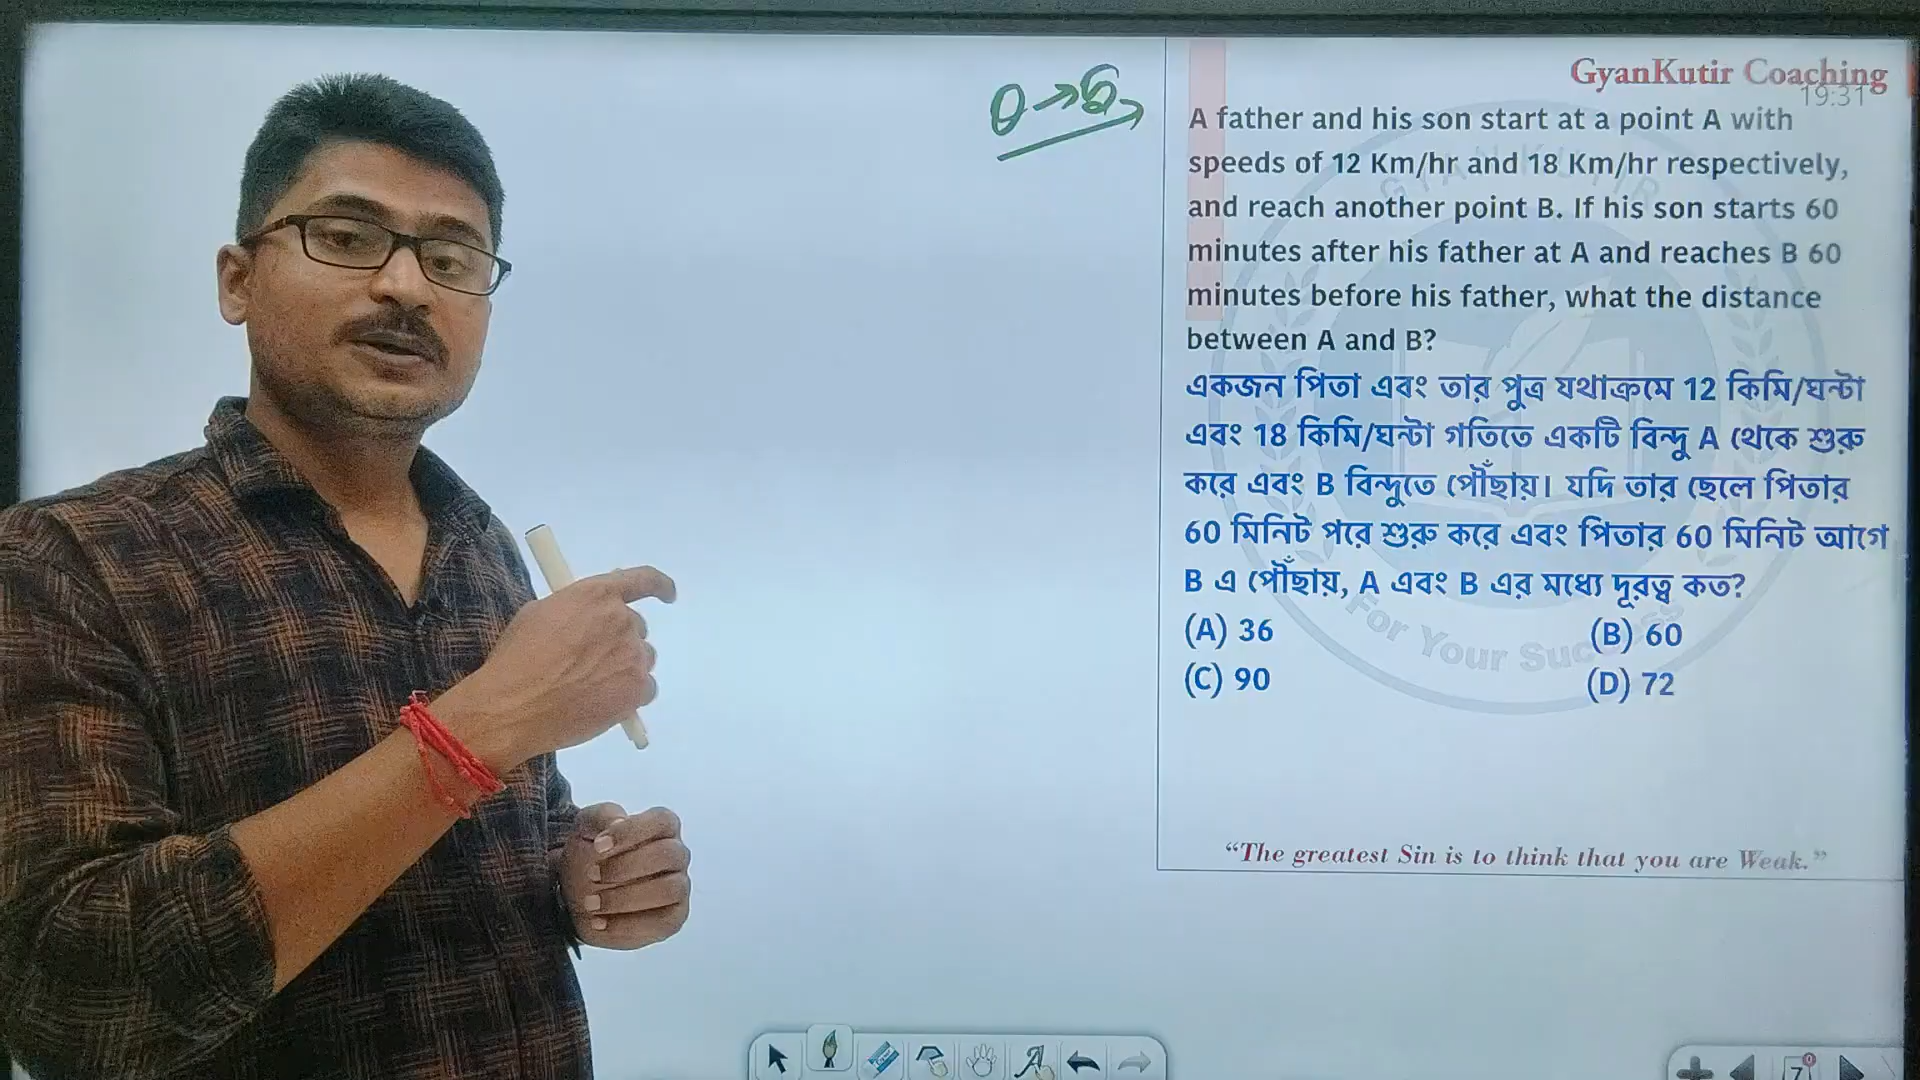 GyanKutir Coaching
19:31
A father and his son start at a point A with
speeds of 12 Km/hr and 18 Km/hr respectively,
and reach another point B. If his son starts 60
minutes after his father at A and reaches B 60
minutes before his father, what the distance
between A and B?
একজন পিতা এবং তার পুত্র যথাক্রমে 12 কিমি/ঘন্টা
এবং 18 কিমি/ঘন্টা গতিতে একটি বিন্দু A থেকে শুরু
করে এবং B বিন্দুতে পৌঁছায়। যদি তার ছেলে পিতার
60 মিনিট পরে শুরু করে এবং পিতার 60 মিনিট আগে
B এ পৌঁছায়, A এবং B এর মধ্যে দূরত্ব কত?
(A) 36 (B) 60
(C) 90 (D) 72
For Your Success
“The greatest Sin is to think that you are Weak.”
7